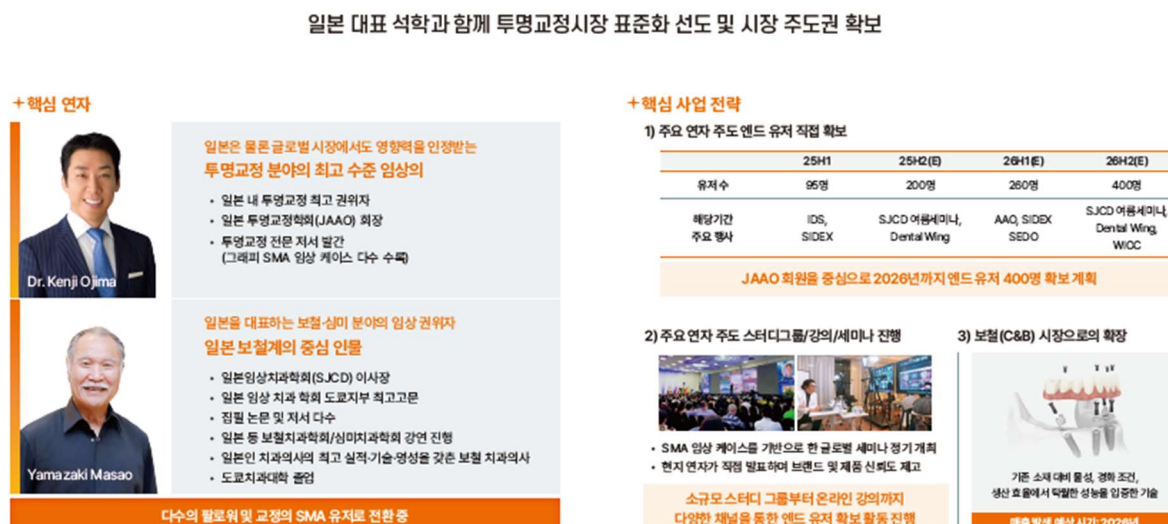 일본 대표 석학과 함께 투명교정시장 표준화 선도 및 시장 주도권 확보
핵심 연자
Dr. Kenji Ojima
일본은 물론 글로벌 시장에서도 영향력을 인정받는
투명교정 분야의 최고 수준 임상의
• 일본 내 투명교정 최고 권위자
• 일본 투명교정학회(JAAO) 회장
• 투명교정 전문 저서 발간
(그래피 SMA 임상 케이스 다수 수록)
Yamazaki Masao
일본을 대표하는 보철·심미 분야의 임상 권위자
일본 보철계의 중심 인물
• 일본임상치과학회(SJCD) 이사장
• 일본 임상 치과 학회 도쿄지부 최고고문
• 집필 논문 및 저서 다수
• 일본 등 보철치과학회/심미치과학회 강연 진행
• 일본인 치과의사의 최고 실적·기술·명성을 갖춘 보철 치과의사
• 도쿄치과대학 졸업
다수의 팔로워 및 교정의 SMA 유저로 전환 중
핵심 사업 전략
1) 주요 연자 주도 엔드 유저 직접 확보
25H1 25H2(E) 26H1(E) 26H2(E)
유저 수 95명 200명 260명 400명
해당기간 주요 행사
IDS, SIDEX
SJCD 여름세미나, Dental Wing
AAO, SIDEX SEDO
SJCD 여름세미나, Dental Wing, WIOC
JAAO 회원을 중심으로 2026년까지 엔드 유저 400명 확보 계획
2) 주요 연자 주도 스터디그룹/강의/세미나 진행
• SMA 임상 케이스를 기반으로 한 글로벌 세미나 정기 개최
• 현지 연자가 직접 발표하며 브랜드 및 제품 신뢰도 제고
소규모 스터디 그룹부터 온라인 강의까지
다양한 채널을 통한 엔드 유저 확보 활동 진행
3) 보철(C&B) 시장으로의 확장
기존 소재 대비 물성, 경화 조건,
생산 효율에서 탁월한 성능을 입증한 기술
매출 발생 예상 시기: 2026년